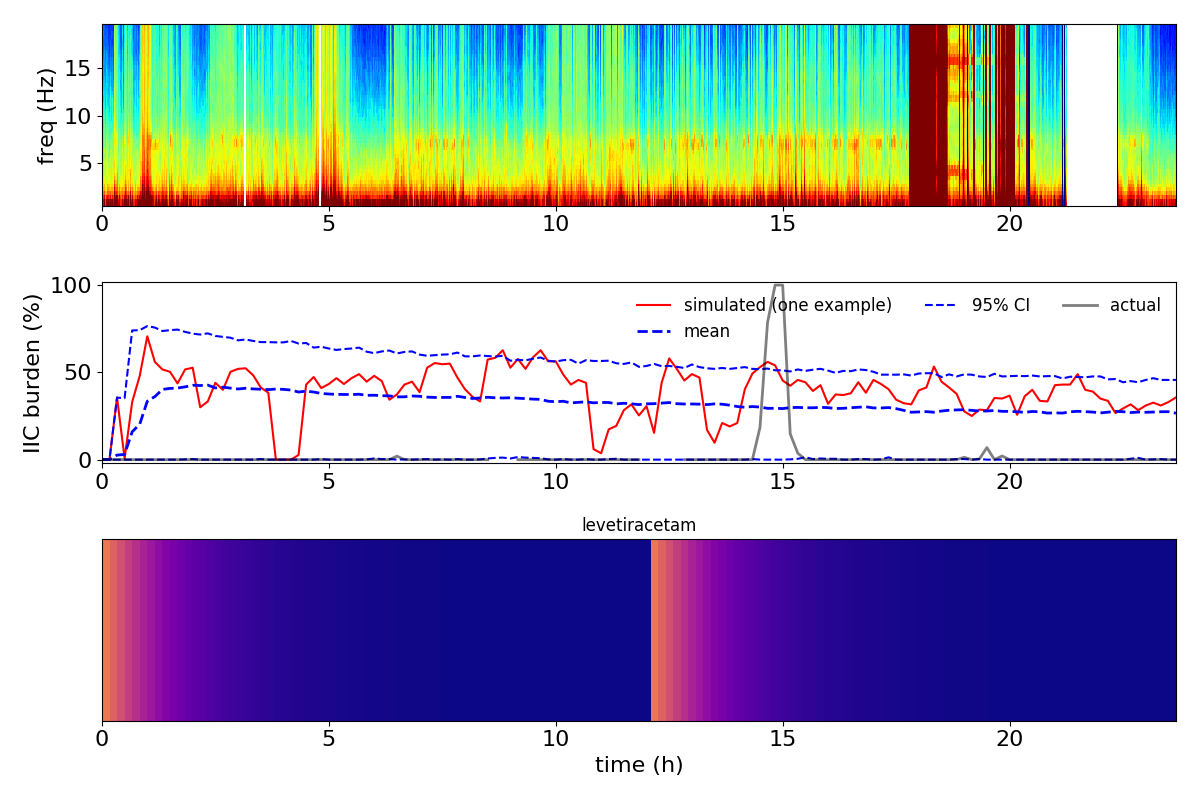 freq (Hz)
15
10
5
0 5 10 15 20
IIC burden (%)
100
50
0
simulated (one example)
mean
95% CI
actual
0 5 10 15 20
levetiracetam
0 5 10 15 20
time (h)